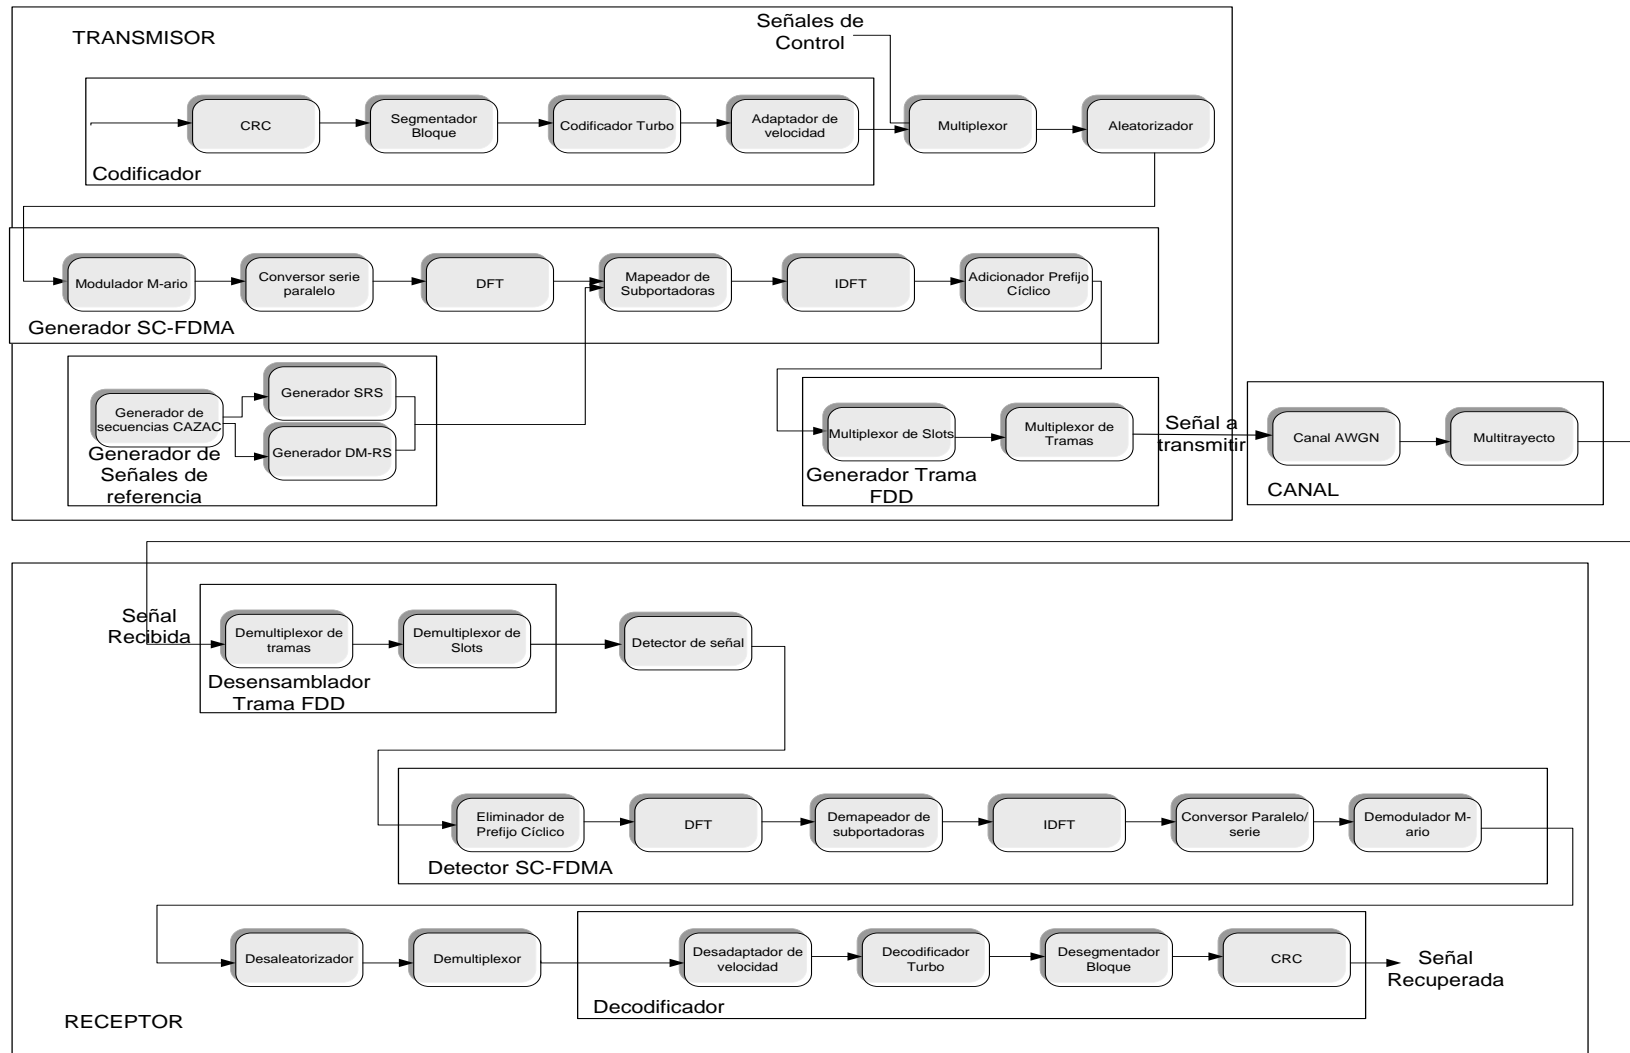 Señales de
Control
TRANSMISOR
CRC
Segmentador
Bloque
Codificador Turbo
Adaptador de
velocidad
Multiplexor
Aleatorizador
Codificador
Modulador M-ario
Conversor serie
paralelo
DFT
Mapeador de
Subportadoras
IDFT
Adicionador Prefijo
Cíclico
Generador SC-FDMA
Generador de
secuencias CAZAC
Generador SRS
Generador DM-RS
Generador de
Señales de
referencia
Multiplexor de Slots
Multiplexor de
Tramas
Generador Trama
FDD
Señal a
transmitir
Canal AWGN
Multitrayecto
CANAL
Señal
Recibida
Demultiplexor de
tramas
Demultiplexor de
Slots
Desensamblador
Trama FDD
Detector de señal
Eliminador de
Prefijo Cíclico
DFT
Demapeador de
subportadoras
IDFT
Conversor Paralelo/
serie
Demodulador M-
ario
Detector SC-FDMA
Desaleatorizador
Demultiplexor
Desadaptador de
velocidad
Decodificador
Turbo
Desegmentador
Bloque
CRC
Señal
Recuperada
Decodificador
RECEPTOR